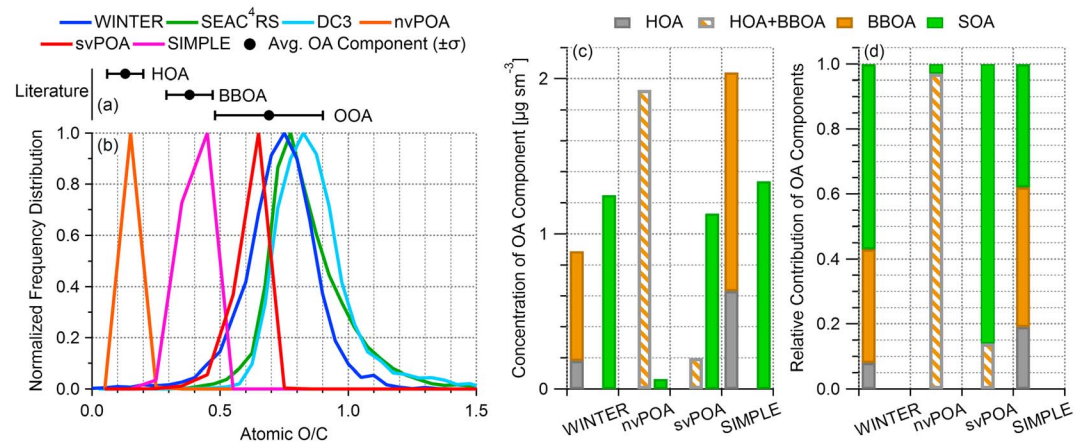 WINTER SEAC⁴RS DC3 nvPOA
svPOA SIMPLE Avg. OA Component (±σ)
HOA HOA+BBOA BBOA SOA
Literature
HOA
(a) BBOA
OOA
(b)
Normalized Frequency Distribution
1.0
0.8
0.6
0.4
0.2
0.0
0.0 0.5 1.0 1.5
Atomic O/C
(c)
Concentration of OA Component [µg sm⁻³]
2
1
0
WINTER nvPOA svPOA SIMPLE
(d)
Relative Contribution of OA Components
1.0
0.8
0.6
0.4
0.2
0.0
WINTER nvPOA svPOA SIMPLE